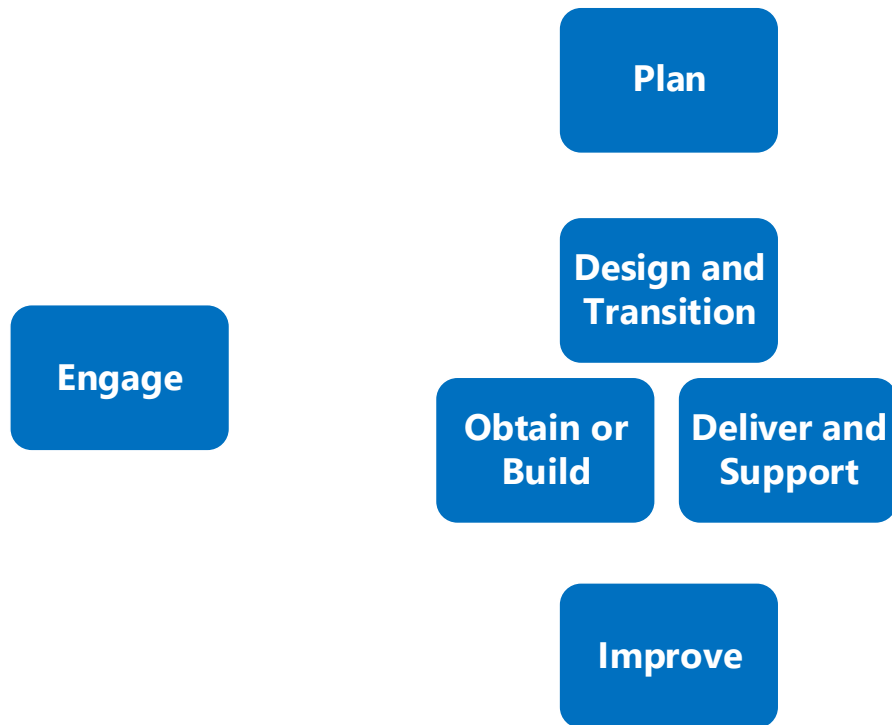 Plan
Design and
Transition
Engage
Obtain or
Build
Deliver and
Support
Improve